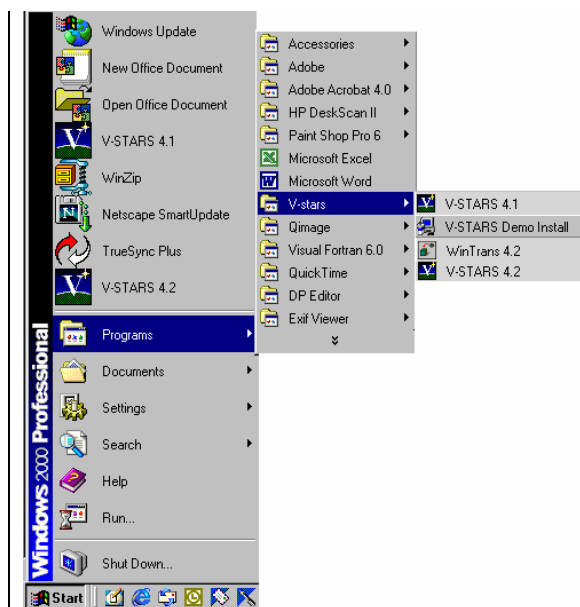 Windows Update
New Office Document
Open Office Document
V-STARS 4.1
WinZip
Netscape SmartUpdate
TrueSync Plus
V-STARS 4.2
Programs
Documents
Settings
Search
Help
Run...
Shut Down...
Windows 2000 Professional
Start
Accessories
Adobe
Adobe Acrobat 4.0
HP DeskScan II
Paint Shop Pro 6
Microsoft Excel
Microsoft Word
V-stars
Qimage
Visual Fortran 6.0
QuickTime
DP Editor
Exif Viewer
V-STARS 4.1
V-STARS Demo Install
WinTrans 4.2
V-STARS 4.2